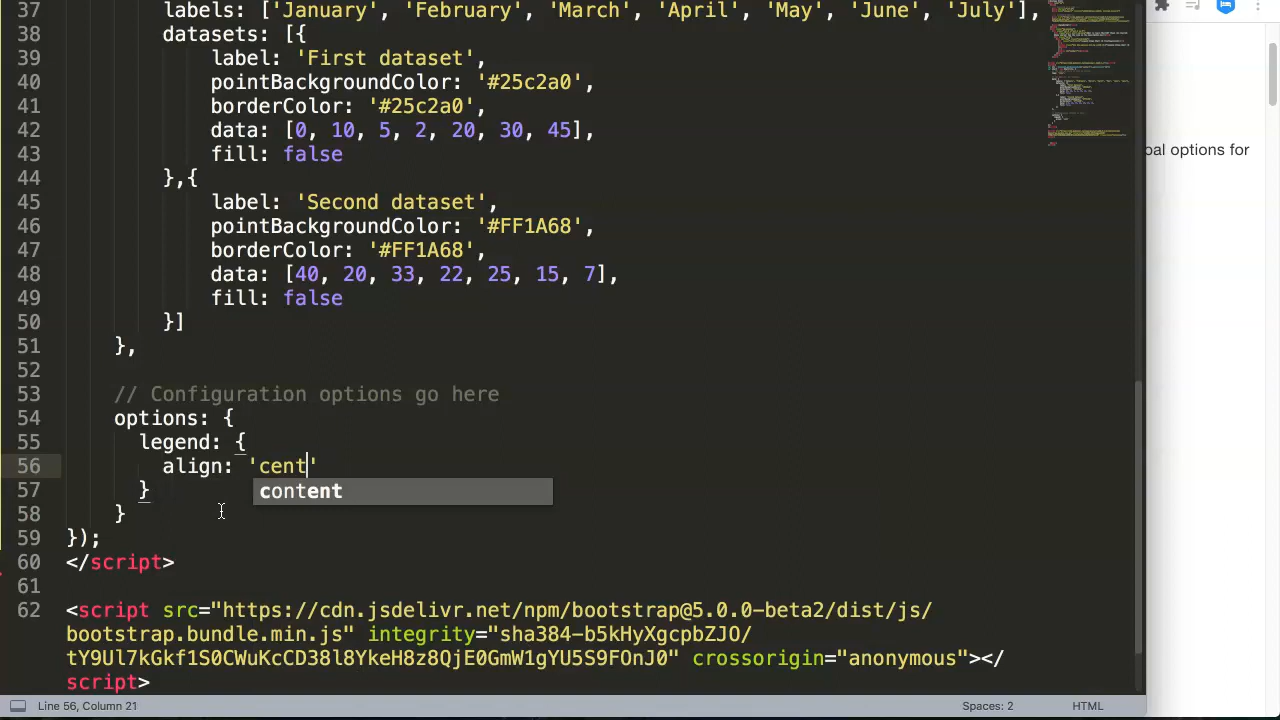 37 labels: ['January', 'February', 'March', 'April', 'May', 'June', 'July'],
38 datasets: [{
39 label: 'First dataset ',
40 pointBackgroundColor: '#25c2a0',
41 borderColor: '#25c2a0',
42 data: [0, 10, 5, 2, 20, 30, 45],
43 fill: false
44 },{
45 label: 'Second dataset',
46 pointBackgroundColor: '#FF1A68',
47 borderColor: '#FF1A68',
48 data: [40, 20, 33, 22, 25, 15, 7],
49 fill: false
50 }]
51 },
52
53 // Configuration options go here
54 options: {
55 legend: {
56 align: 'cent'
57 }
content
58 }
59 });
60 </script>
61
62 <script src="https://cdn.jsdelivr.net/npm/bootstrap@5.0.0-beta2/dist/js/
bootstrap.bundle.min.js" integrity="sha384-b5kHyXgcpbZJO/
tY9Ul7kGkf1S0CWuKcCD38l8YkeH8z8QjE0GmW1gYU5S9FOnJ0" crossorigin="anonymous"></
script>
Line 56, Column 21
Spaces: 2
HTML
options for